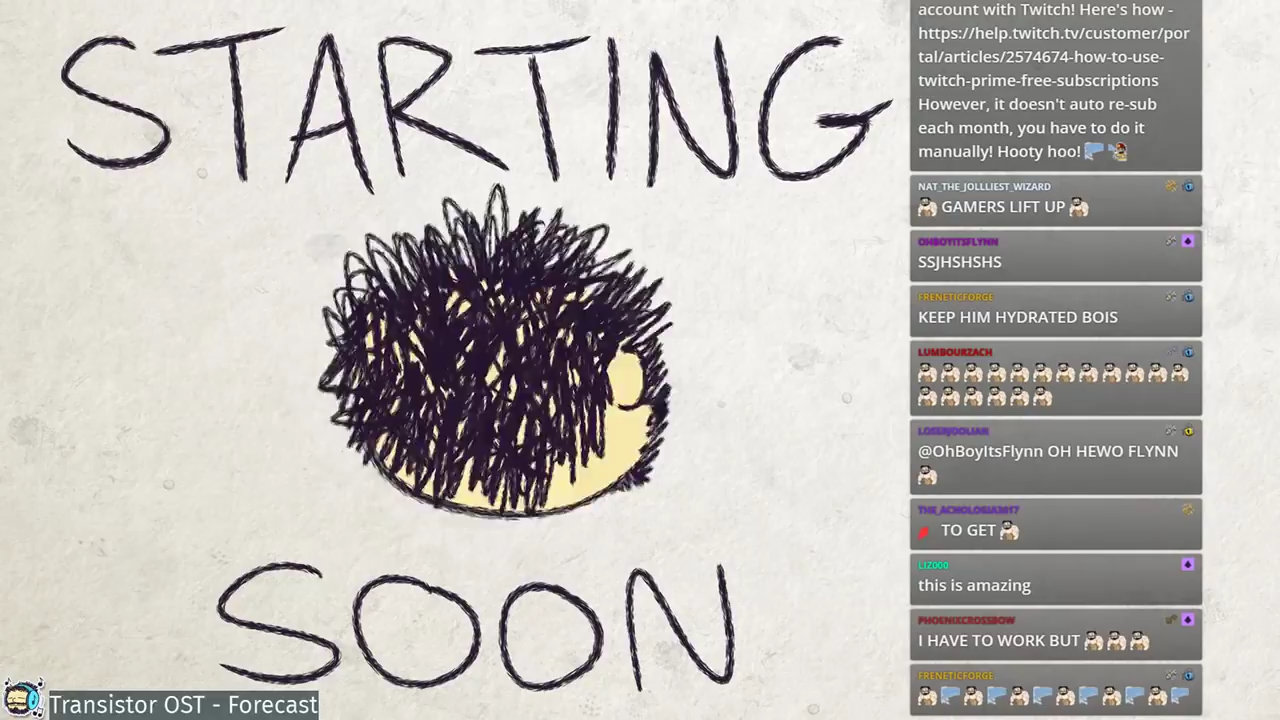 STARTING
SOON
Transistor OST - Forecast
account with Twitch! Here's how -
https://help.twitch.tv/customer/por
tal/articles/2574674-how-to-use-
twitch-prime-free-subscriptions
However, it doesn't auto re-sub
each month, you have to do it
manually! Hooty hoo!
NAT_THE_JOLLLIEST_WIZARD
GAMERS LIFT UP
OHBOYITSFLYNN
SSJHSHSHS
FRENETICFORGE
KEEP HIM HYDRATED BOIS
LUMBOURZACH
LOSERJOOLIAN
@OhBoyItsFlynn OH HEWO FLYNN
TO GET
LIZ000
this is amazing
PHOENIXCROSSBOW
I HAVE TO WORK BUT
FRENETICFORGE